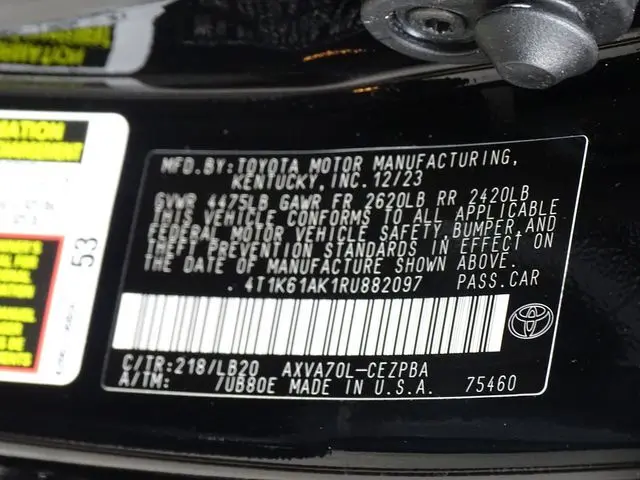 MFD.BY:TOYOTA MOTOR MANUFACTURING,
KENTUCKY, INC. 12/23
GVWR 4475LB GAWR FR 2620LB RR 2420LB
THIS VEHICLE CONFORMS TO ALL APPLICABLE
FEDERAL MOTOR VEHICLE SAFETY, BUMPER, AND
THEFT PREVENTION STANDARDS IN EFFECT ON
THE DATE OF MANUFACTURE SHOWN ABOVE.
4T1K61AK1RU882097 PASS.CAR
C/TR:218/LB20 AXVA70L-CEZPBA
A/TM: /UB80E MADE IN U.S.A. 75460
53